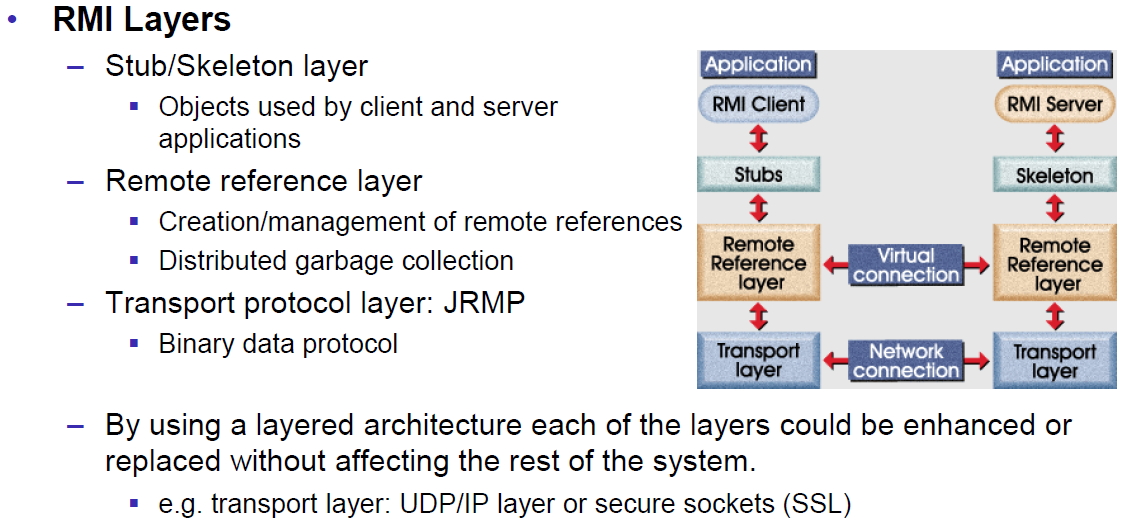 • RMI Layers
– Stub/Skeleton layer
▪ Objects used by client and server
applications
– Remote reference layer
▪ Creation/management of remote references
▪ Distributed garbage collection
– Transport protocol layer: JRMP
▪ Binary data protocol
Application
Application
RMI Client
RMI Server
Stubs
Skeleton
Remote
Reference
layer
Virtual
connection
Remote
Reference
layer
Transport
layer
Network
connection
Transport
layer
– By using a layered architecture each of the layers could be enhanced or
replaced without affecting the rest of the system.
▪ e.g. transport layer: UDP/IP layer or secure sockets (SSL)